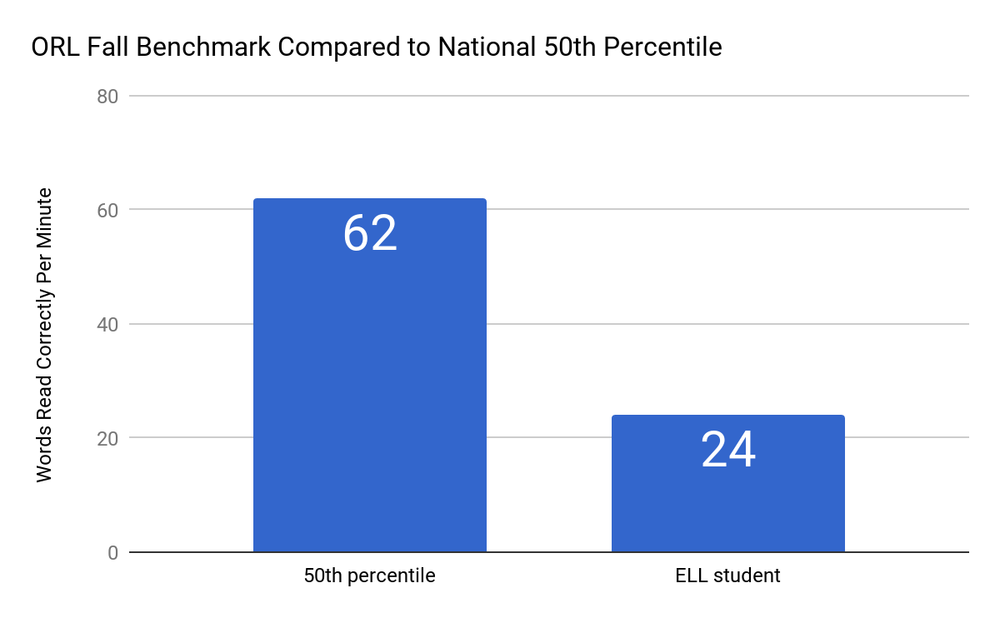 ORL Fall Benchmark Compared to National 50th Percentile
Words Read Correctly Per Minute
80
60
40
20
0
62
24
50th percentile
ELL student